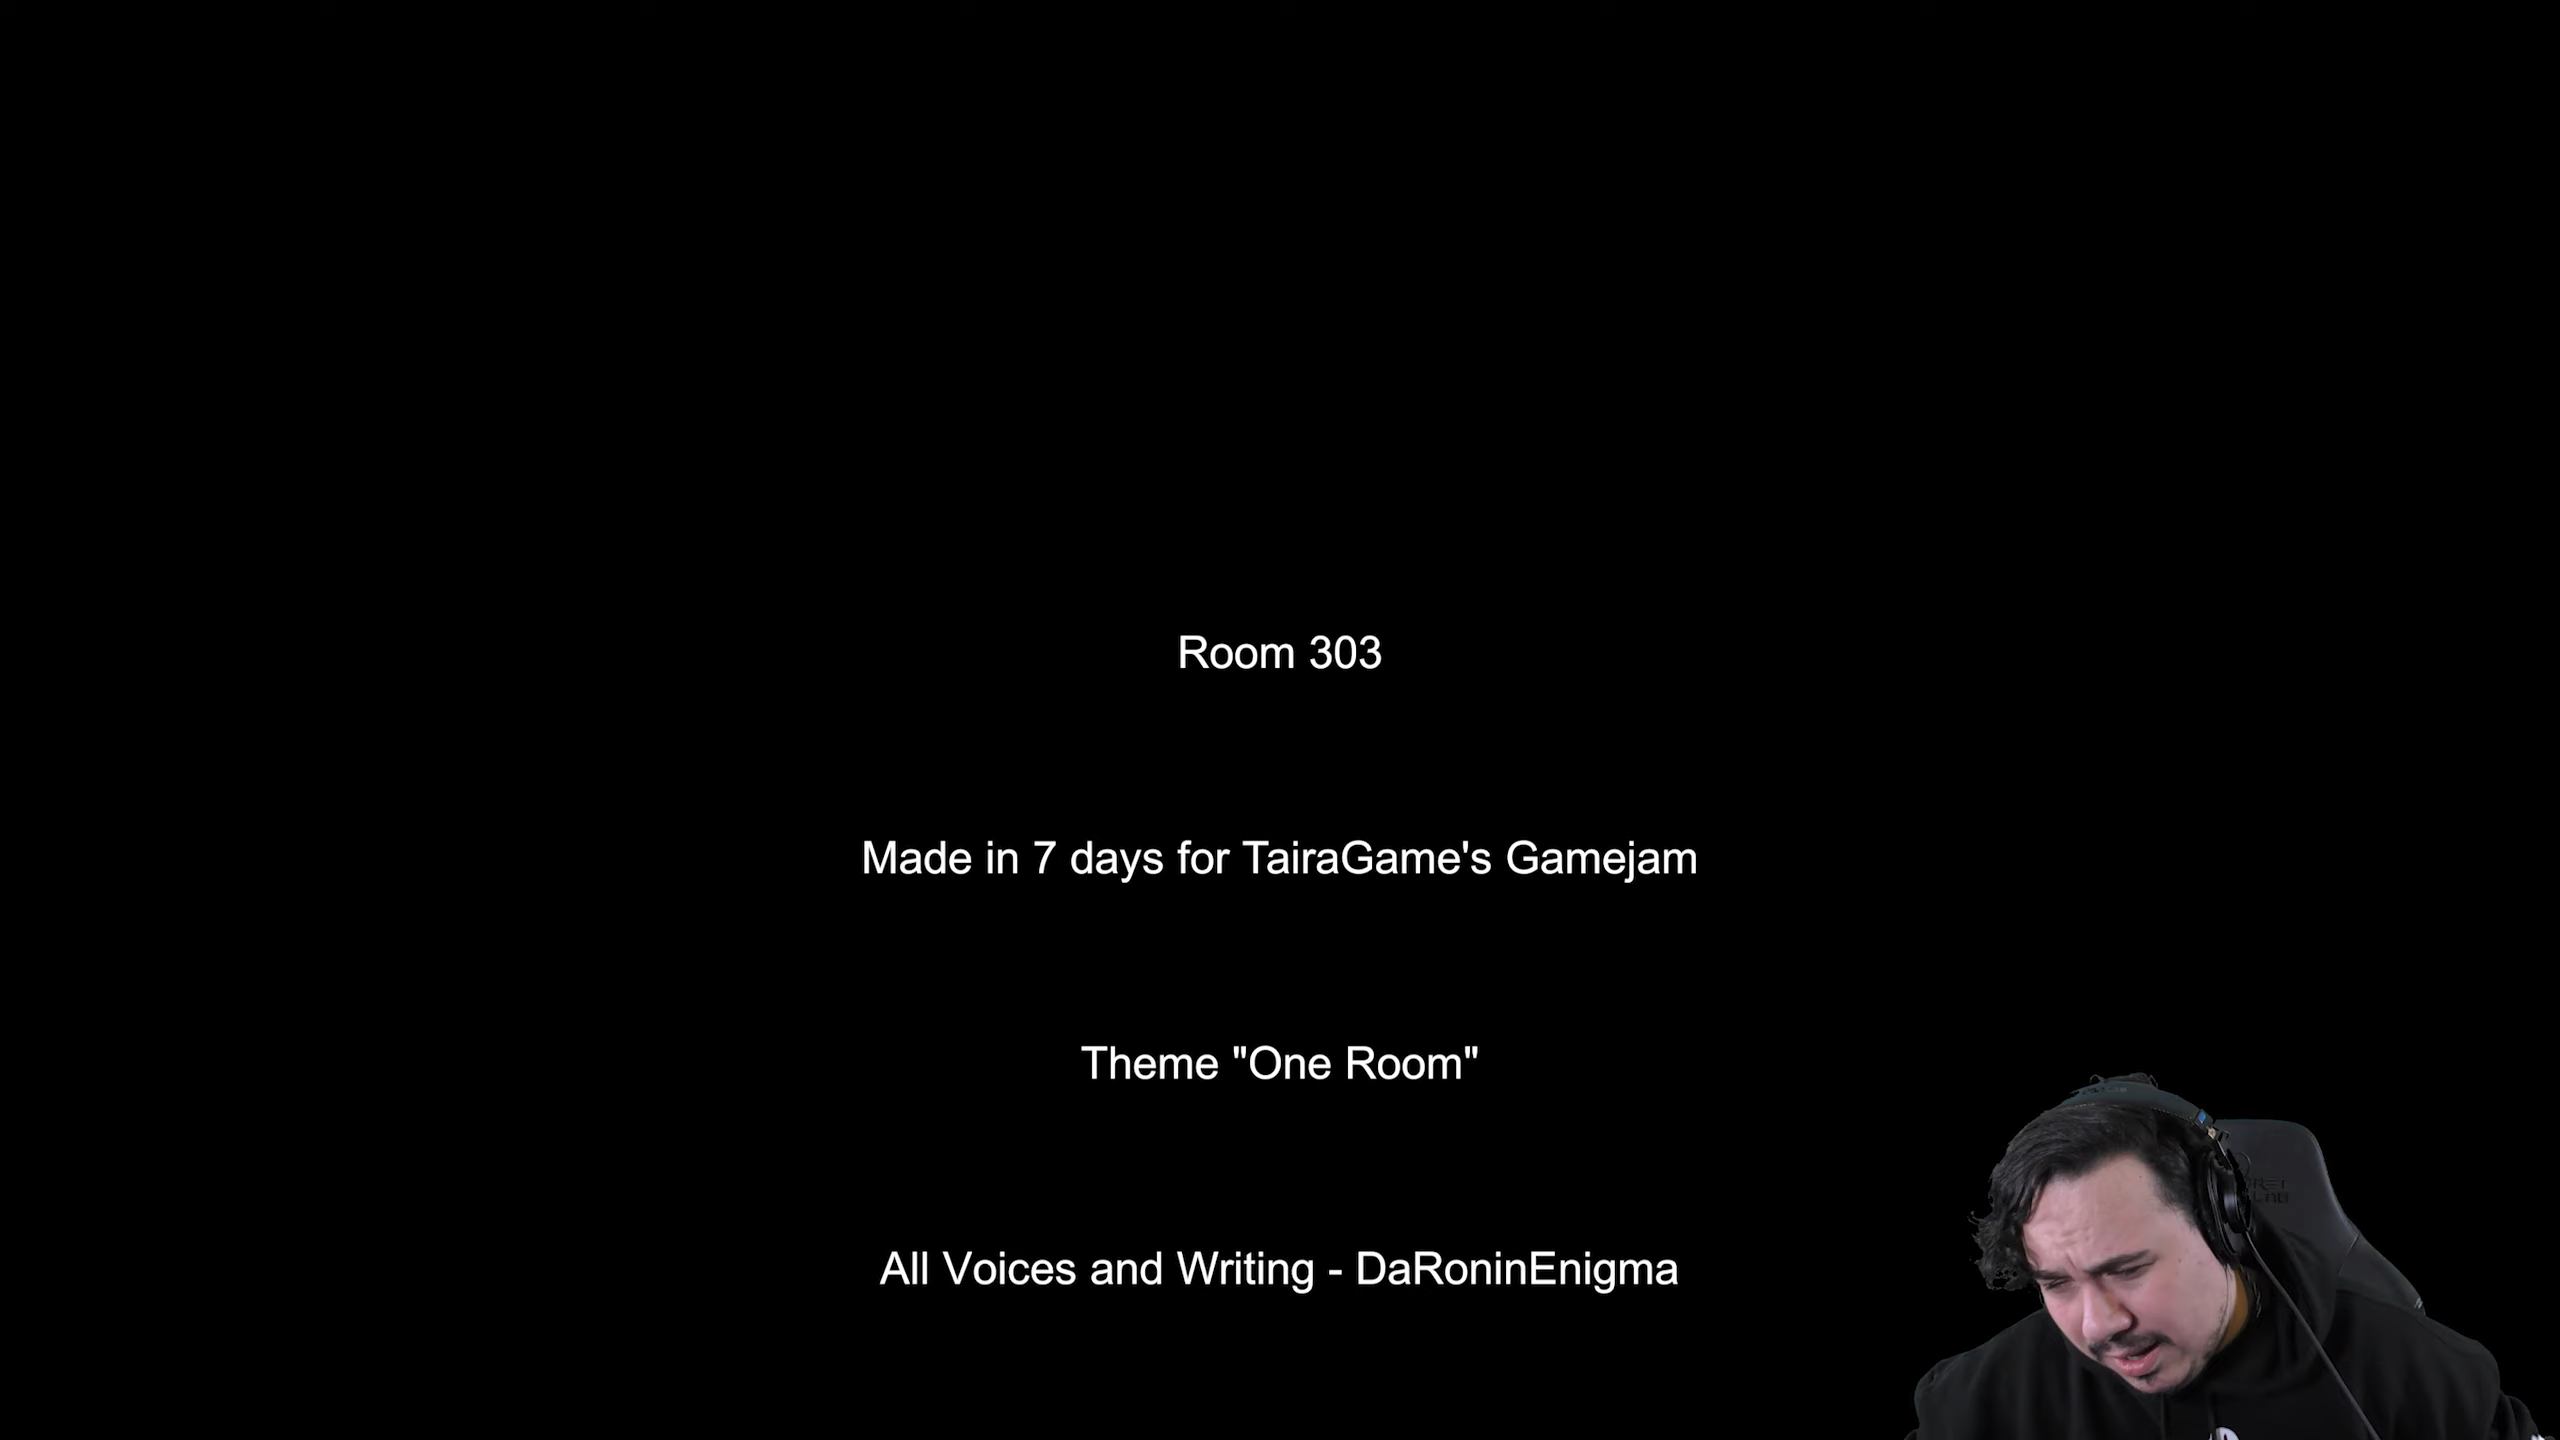 Room 303
Made in 7 days for TairaGame's Gamejam
Theme "One Room"
All Voices and Writing - DaRoninEnigma